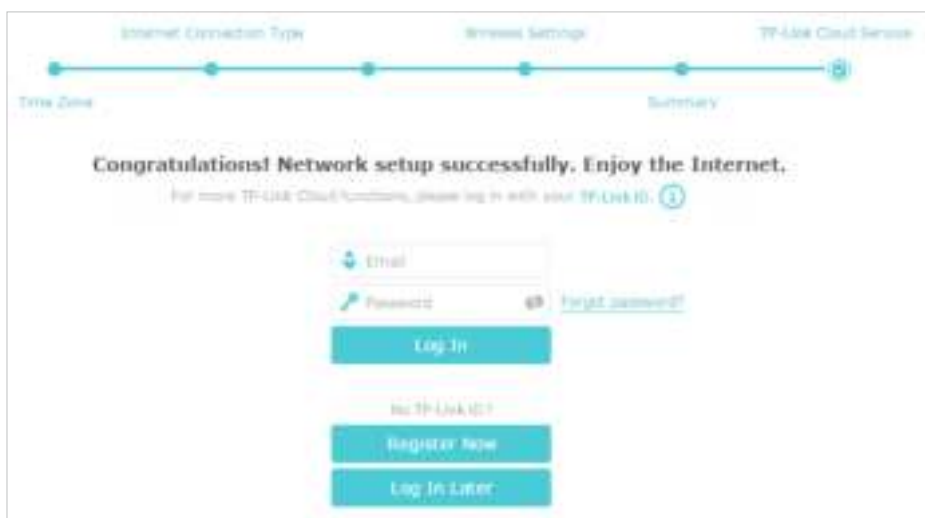 Internet Connection Type Wireless Settings TP-Link Cloud Service
Time Zone Summary
Congratulations! Network setup successfully. Enjoy the Internet.
For more TP-Link Cloud functions, please log in with your TP-Link ID.
Email
Password Forgot password?
Log In
No TP-Link ID?
Register Now
Log In Later